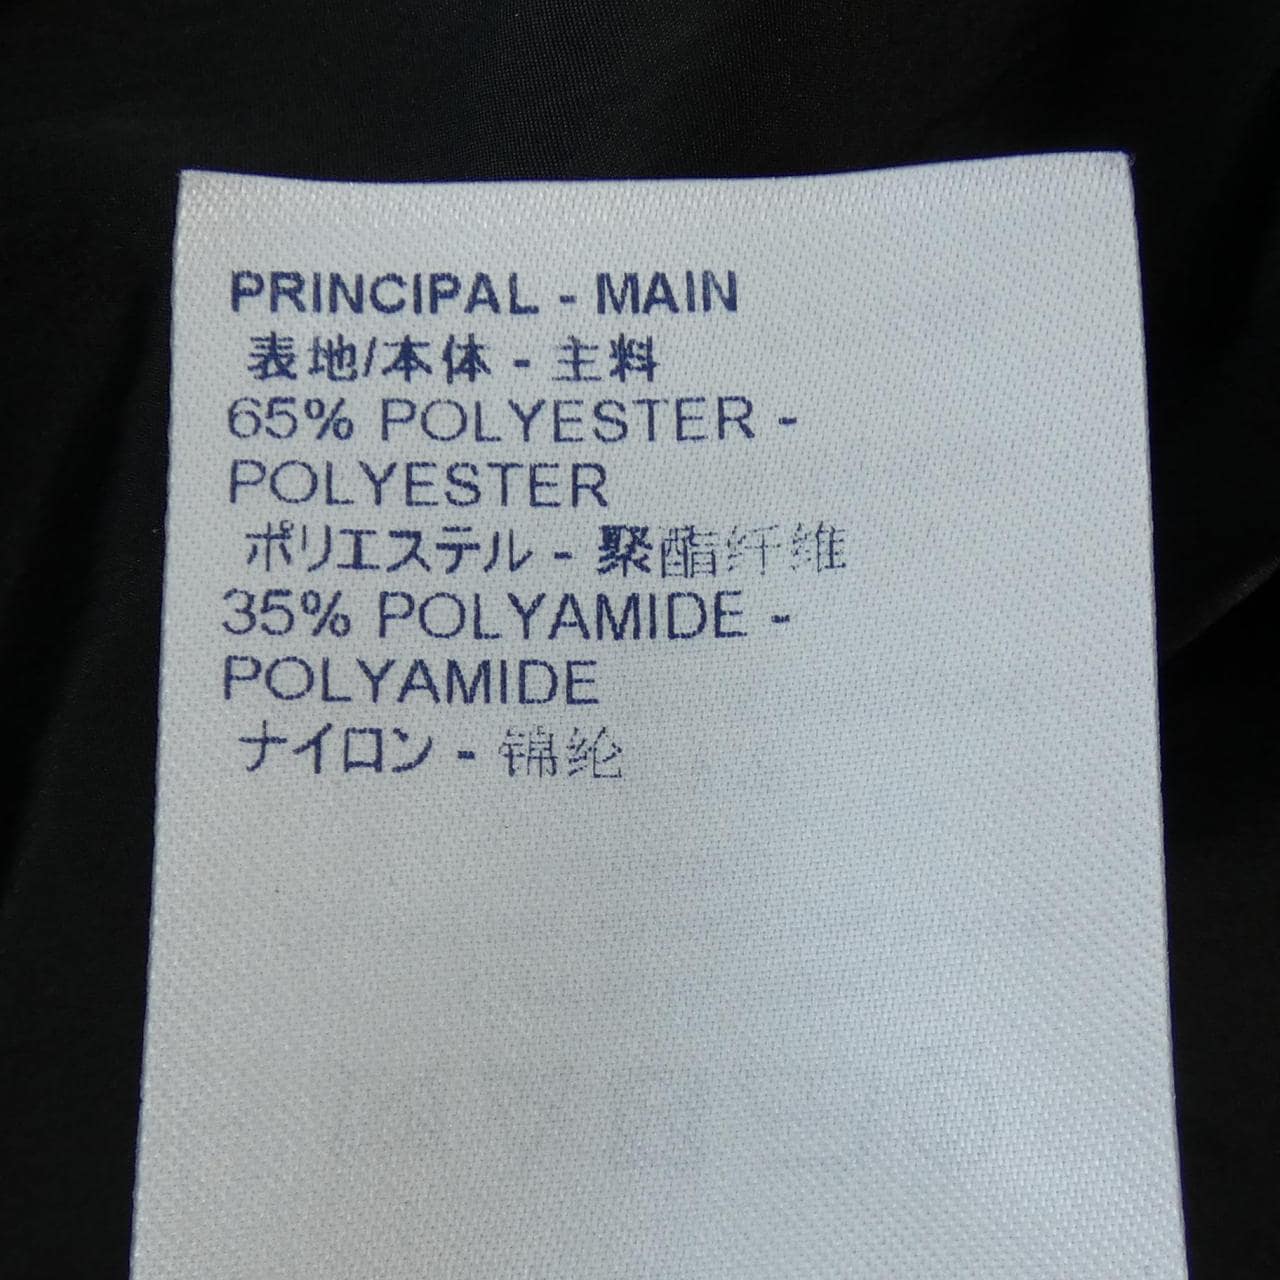 PRINCIPAL - MAIN
表地/本体 - 主料
65% POLYESTER -
POLYESTER
ポリエステル - 聚酯纤维
35% POLYAMIDE -
POLYAMIDE
ナイロン - 锦纶